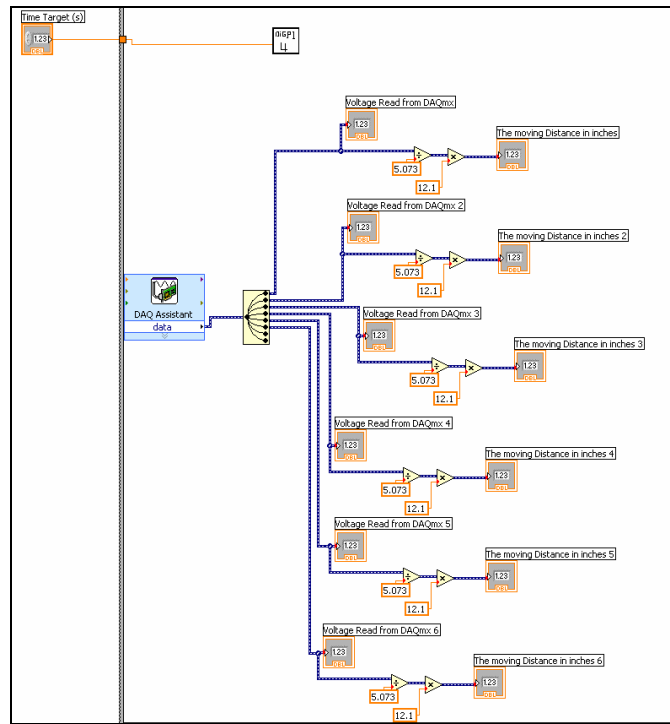 Time Target (s)
1.23
DBL
DISP1
4
Voltage Read from DAQmx
1.23
DBL
5.073
12.1
The moving Distance in inches
1.23
DBL
Voltage Read from DAQmx 2
1.23
DBL
5.073
12.1
The moving Distance in inches 2
1.23
DBL
DAQ Assistant
data
Voltage Read from DAQmx 3
1.23
DBL
5.073
12.1
The moving Distance in inches 3
1.23
DBL
Voltage Read from DAQmx 4
1.23
DBL
5.073
12.1
The moving Distance in inches 4
1.23
DBL
Voltage Read from DAQmx 5
1.23
DBL
5.073
12.1
The moving Distance in inches 5
1.23
DBL
Voltage Read from DAQmx 6
1.23
DBL
5.073
12.1
The moving Distance in inches 6
1.23
DBL